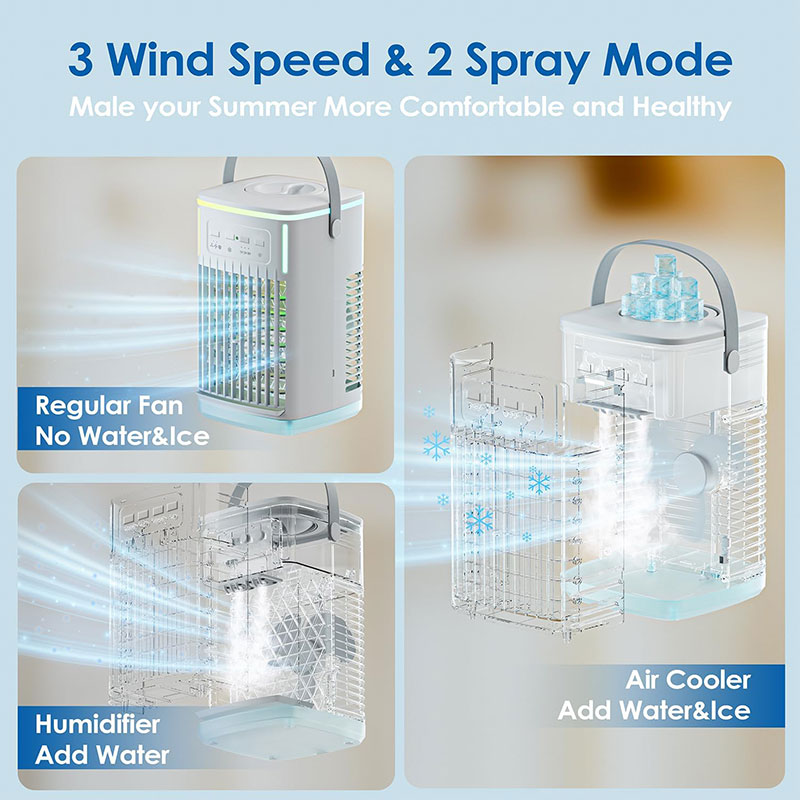 3 Wind Speed & 2 Spray Mode
Male your Summer More Comfortable and Healthy
Regular Fan
No Water&Ice
Humidifier
Add Water
Air Cooler
Add Water&Ice